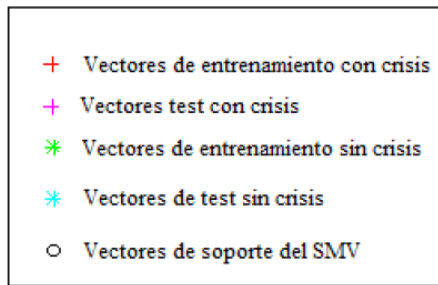 Vectores de entrenamiento con crisis
Vectores test con crisis
Vectores de entrenamiento sin crisis
Vectores de test sin crisis
Vectores de soporte del SMV